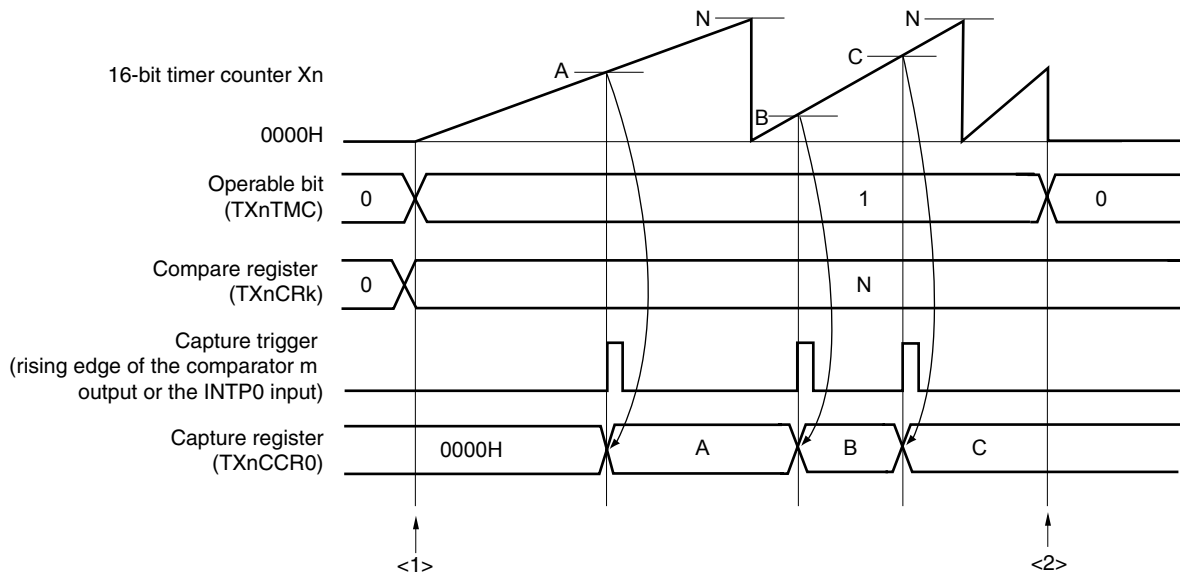 N
N
A
C
16-bit timer counter Xn
B
0000H
Operable bit
(TXnTMC)
0
1
0
Compare register
(TXnCRk)
0
N
Capture trigger
(rising edge of the comparator m
output or the INTP0 input)
Capture register
(TXnCCR0)
0000H
A
B
C
<1>
<2>